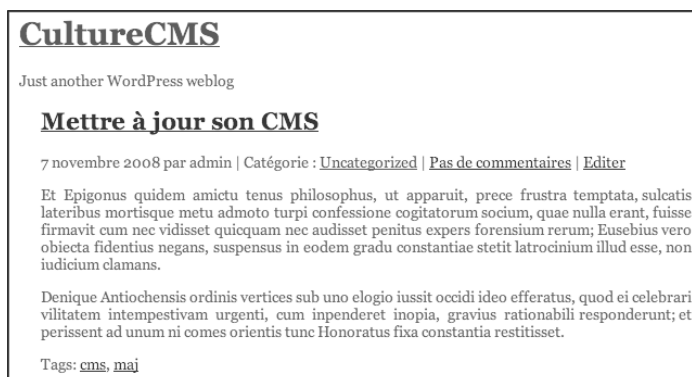 CultureCMS
Just another WordPress weblog
Mettre à jour son CMS
7 novembre 2008 par admin | Catégorie : Uncategorized | Pas de commentaires | Editer
Et Epigonus quidem amictu tenus philosophus, ut apparuit, prece frustra temptata, sulcatis
lateribus mortisque metu admoto turpi confessione cogitatorum socium, quae nulla erant, fuisse
firmavit cum nec vidisset quicquam nec audisset penitus expers forensium rerum; Eusebius vero
obiecta fidentius negans, suspensus in eodem gradu constantiae stetit latrocinium illud esse, non
iudicium clamans.
Denique Antiochensis ordinis vertices sub uno elogio iussit occidi ideo efferatus, quod ei celebrari
vilitatem intempestivam urgenti, cum inpenderet inopia, gravius rationabili responderunt; et
perissent ad unum ni comes orientis tunc Honoratus fixa constantia restitisset.
Tags: cms, maj